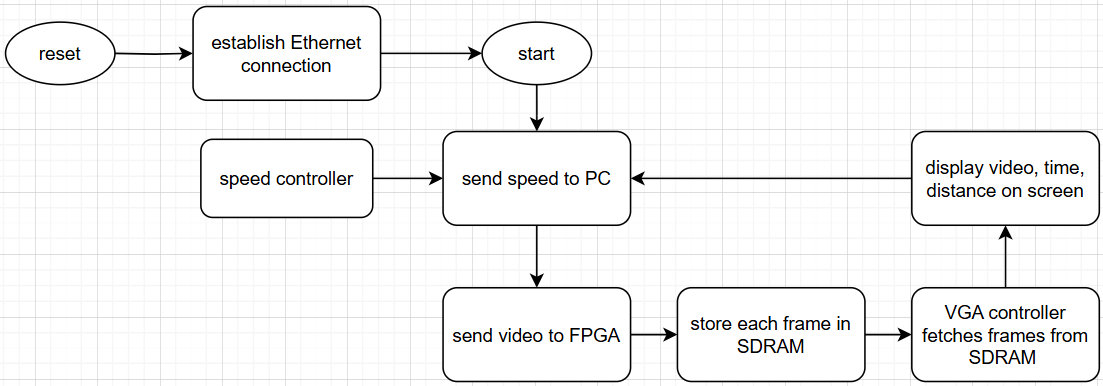 reset
establish Ethernet
connection
start
speed controller
send speed to PC
display video, time,
distance on screen
send video to FPGA
store each frame in
SDRAM
VGA controller
fetches frames from
SDRAM